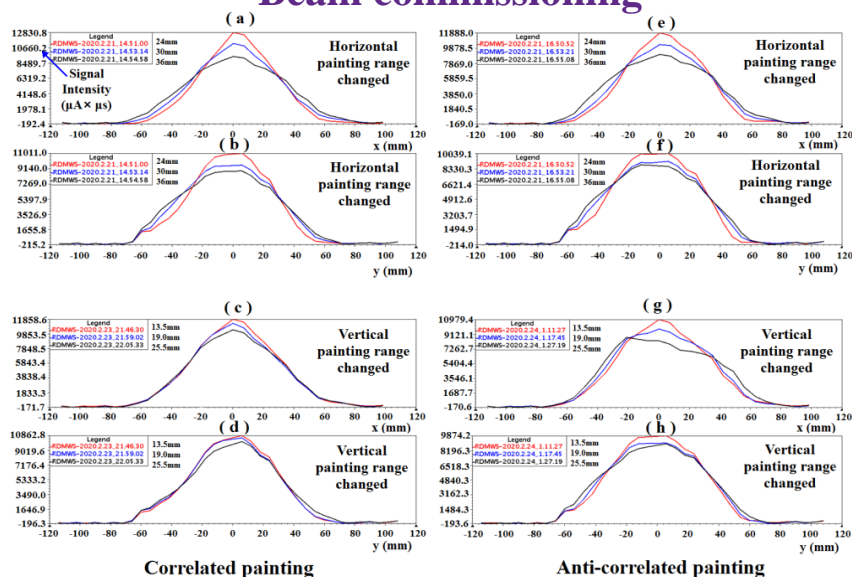 Beam commissioning
( a )
12830.8
10660.2
8489.7
6319.2
4148.6
1978.1
-192.4
Legend
RDMWS-2020.2.21_14.51.00 24mm
RDMWS-2020.2.21_14.53.14 30mm
RDMWS-2020.2.21_14.54.58 36mm
Signal
Intensity
(μA× μs)
Horizontal
painting range
changed
-120 -100 -80 -60 -40 -20 0 20 40 60 80 100 120
x (mm)
( b )
11011.0
9140.0
7269.0
5397.9
3526.9
1655.8
-215.2
Legend
RDMWS-2020.2.21_14.51.00 24mm
RDMWS-2020.2.21_14.53.14 30mm
RDMWS-2020.2.21_14.54.58 36mm
Horizontal
painting range
changed
-120 -100 -80 -60 -40 -20 0 20 40 60 80 100 120
y (mm)
( c )
11858.6
9853.5
7848.5
5843.4
3838.4
1833.3
-171.7
Legend
RDMWS-2020.2.23_21.46.30 13.5mm
RDMWS-2020.2.23_21.59.02 19.0mm
RDMWS-2020.2.23_22.05.33 25.5mm
Vertical
painting range
changed
-120 -100 -80 -60 -40 -20 0 20 40 60 80 100 120
x (mm)
( d )
10862.8
9019.6
7176.4
5333.2
3490.0
1646.9
-196.3
Legend
RDMWS-2020.2.23_21.46.30 13.5mm
RDMWS-2020.2.23_21.59.02 19.0mm
RDMWS-2020.2.23_22.05.33 25.5mm
Vertical
painting range
changed
-120 -100 -80 -60 -40 -20 0 20 40 60 80 100 120
y (mm)
Correlated painting
( e )
11888.0
9878.5
7869.0
5859.5
3850.0
1840.5
-169.0
Legend
RDMWS-2020.2.21_16.50.52 24mm
RDMWS-2020.2.21_16.53.21 30mm
RDMWS-2020.2.21_16.55.08 36mm
Horizontal
painting range
changed
-120 -100 -80 -60 -40 -20 0 20 40 60 80 100 120
x (mm)
( f )
10039.1
8330.3
6621.4
4912.6
3203.7
1494.9
-214.0
Legend
RDMWS-2020.2.21_16.50.52 24mm
RDMWS-2020.2.21_16.53.21 30mm
RDMWS-2020.2.21_16.55.08 36mm
Horizontal
painting range
changed
-120 -100 -80 -60 -40 -20 0 20 40 60 80 100 120
y (mm)
( g )
10979.4
9121.1
7262.7
5404.4
3546.1
1687.7
-170.6
Legend
RDMWS-2020.2.24_1.11.27 13.5mm
RDMWS-2020.2.24_1.17.45 19.0mm
RDMWS-2020.2.24_1.27.19 25.5mm
Vertical
painting range
changed
-120 -100 -80 -60 -40 -20 0 20 40 60 80 100 120
x (mm)
( h )
9874.2
8196.3
6518.3
4840.3
3162.3
1484.3
-193.6
Legend
RDMWS-2020.2.24_1.11.27 13.5mm
RDMWS-2020.2.24_1.17.45 19.0mm
RDMWS-2020.2.24_1.27.19 25.5mm
Vertical
painting range
changed
-120 -100 -80 -60 -40 -20 0 20 40 60 80 100 120
y (mm)
Anti-correlated painting